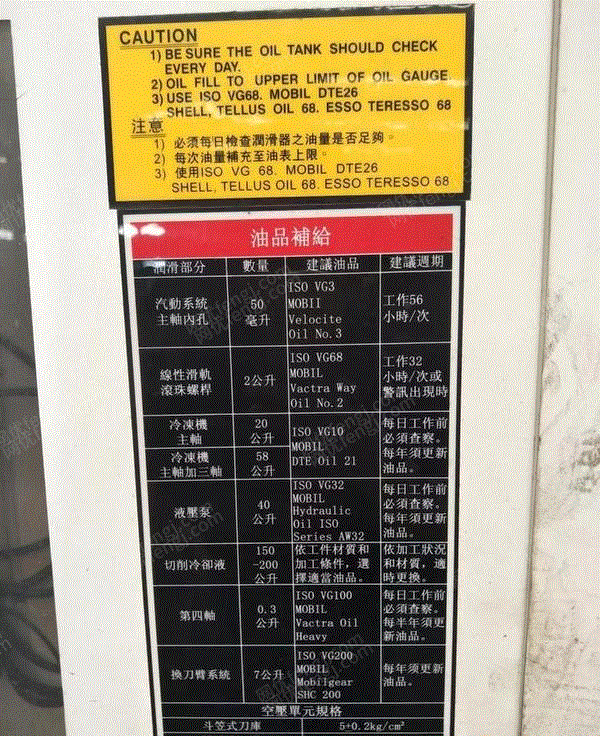 CAUTION
1) BE SURE THE OIL TANK SHOULD CHECK
EVERY DAY.
2) OIL FILL TO UPPER LIMIT OF OIL GAUGE.
3) USE ISO VG68. MOBIL DTE26
SHELL, TELLUS OIL 68. ESSO TERESSO 68
注意
1) 必須每日檢查潤滑器之油量是否足夠。
2) 每次油量補充至油表上限。
3) 使用ISO VG 68. MOBIL DTE26
SHELL, TELLUS OIL 68. ESSO TERESSO 68
油品補給
潤滑部分 數量 建議油品 建議週期
汽動系統
主軸內孔
50
毫升
ISO VG3
MOBII
Velocite
Oil No.3
工作56
小時/次
線性滑軌
滾珠螺桿
2公升
ISO VG68
MOBIL
Vactra Way
Oil No.2
工作32
小時/次或
警訊出現時
冷凍機
主軸
20
公升
冷凍機
主軸加三軸
58
公升
ISO VG10
MOBIL
DTE Oil 21
每日工作前
必須查察。
每年須更新
油品。
液壓泵
40
公升
ISO VG32
MOBIL
Hydraulic
Oil ISO
Series AW32
每日工作前
必須查察。
每年須更新
油品。
切削冷卻液
150
-200
公升
依工件材質和
加工條件，選
擇適當油品。
依加工狀況
和材質，適
時更換。
第四軸
0.3
公升
ISO VG100
MOBIL
Vactra Oil
Heavy
每日工作前
必須查察。
每半年須更
新油品。
換刀臂系統
7公升
ISO VG200
MOBIL
Mobilgear
SHC 200
每年須更新
油品。
空壓單元規格
斗笠式刀庫 5+0.2kg/cm²